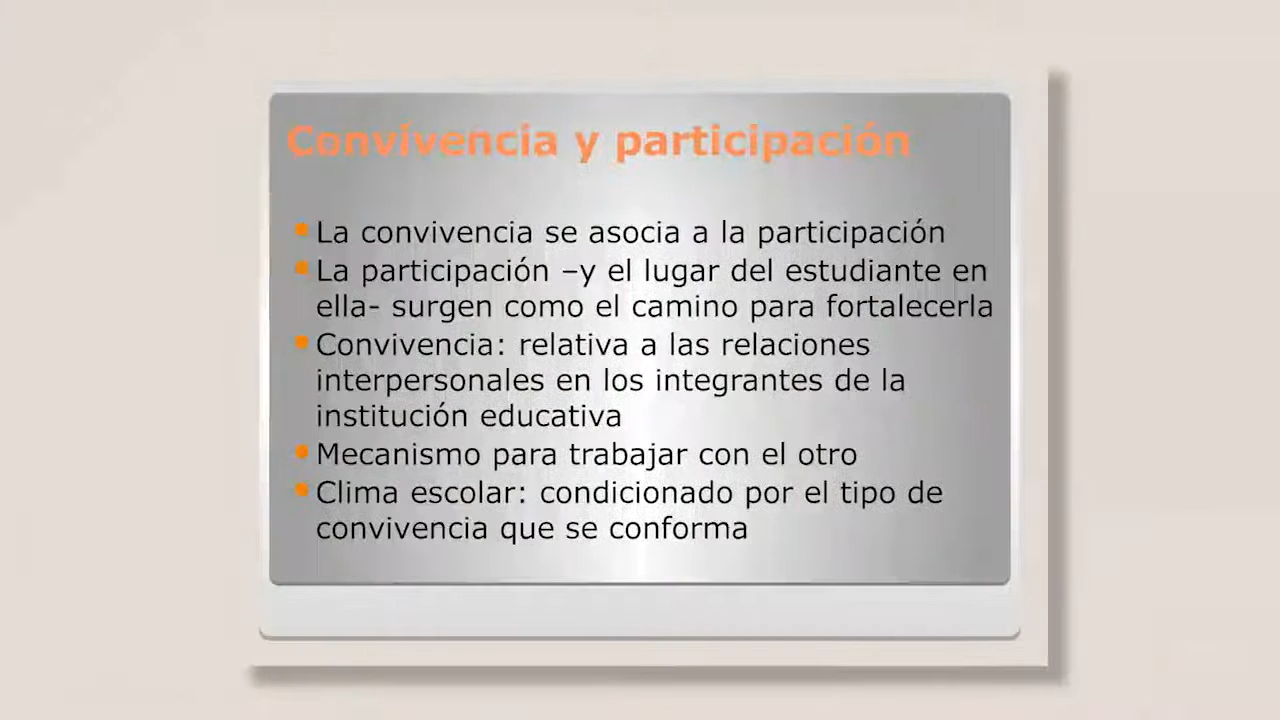 Convivencia y participación
La convivencia se asocia a la participación
La participación –y el lugar del estudiante en
ella- surgen como el camino para fortalecerla
Convivencia: relativa a las relaciones
interpersonales en los integrantes de la
institución educativa
Mecanismo para trabajar con el otro
Clima escolar: condicionado por el tipo de
convivencia que se conforma